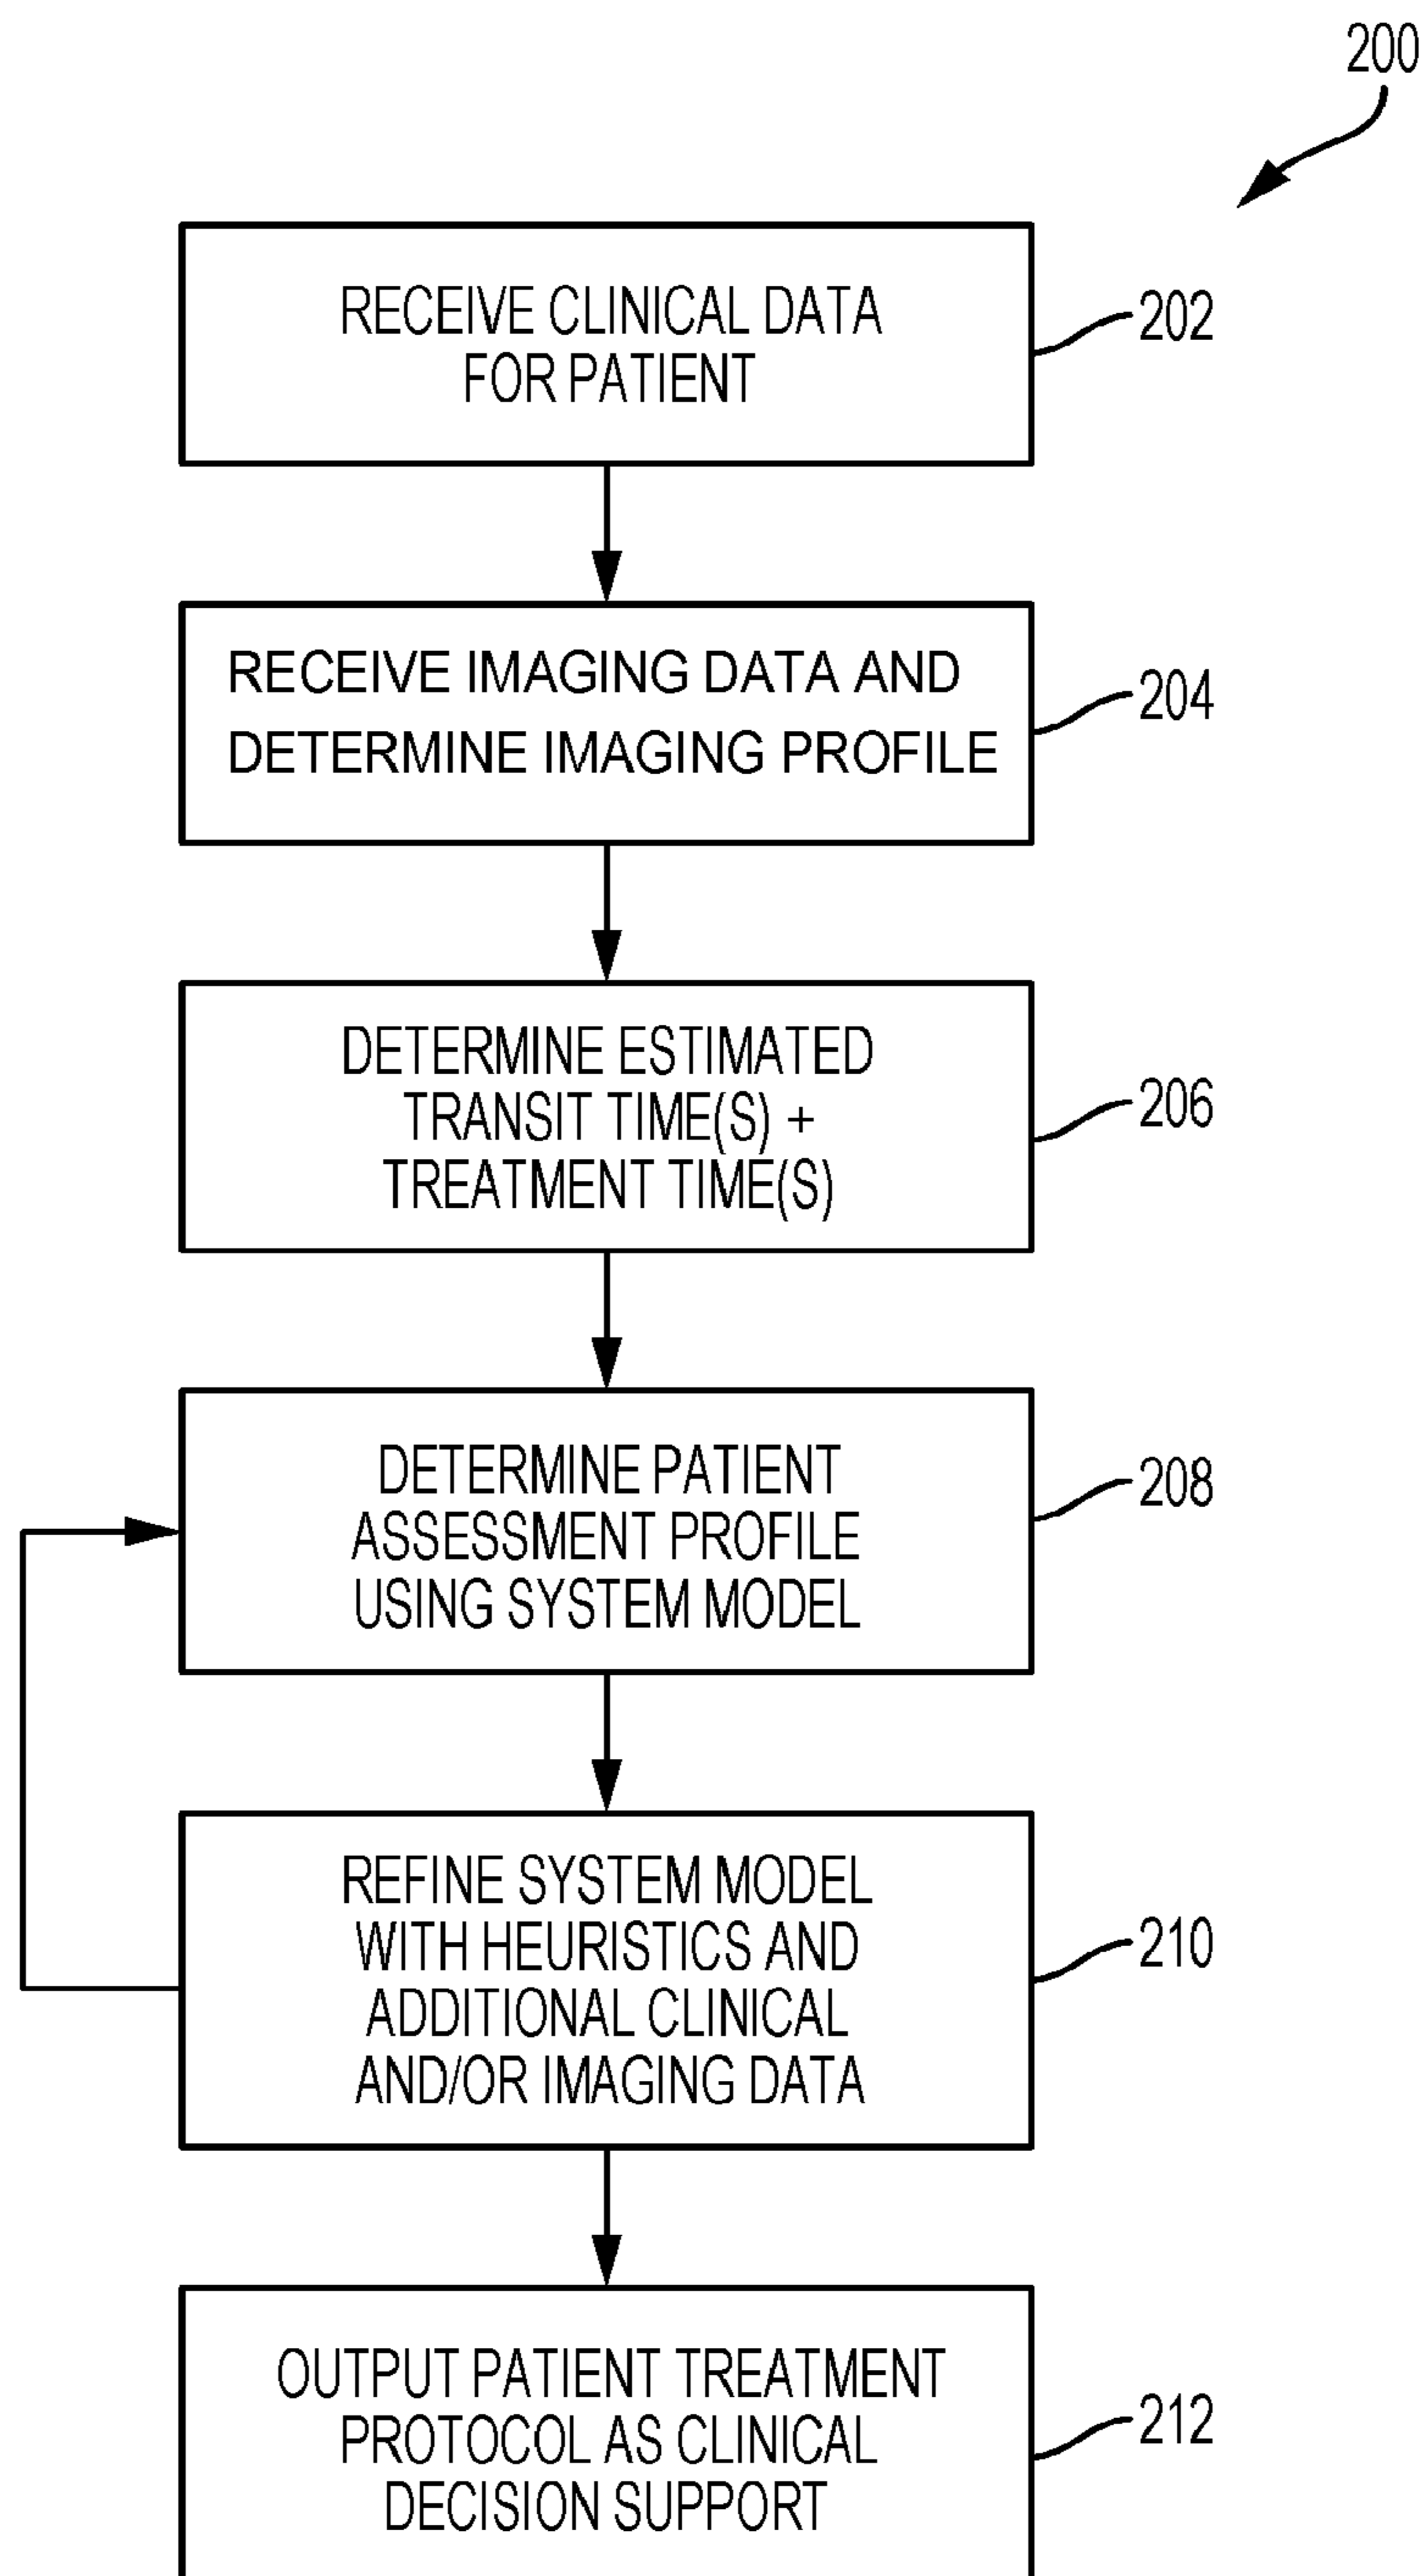 200
RECEIVE CLINICAL DATA
FOR PATIENT
202
RECEIVE IMAGING DATA AND
DETERMINE IMAGING PROFILE
204
DETERMINE ESTIMATED
TRANSIT TIME(S) +
TREATMENT TIME(S)
206
DETERMINE PATIENT
ASSESSMENT PROFILE
USING SYSTEM MODEL
208
REFINE SYSTEM MODEL
WITH HEURISTICS AND
ADDITIONAL CLINICAL
AND/OR IMAGING DATA
210
OUTPUT PATIENT TREATMENT
PROTOCOL AS CLINICAL
DECISION SUPPORT
212